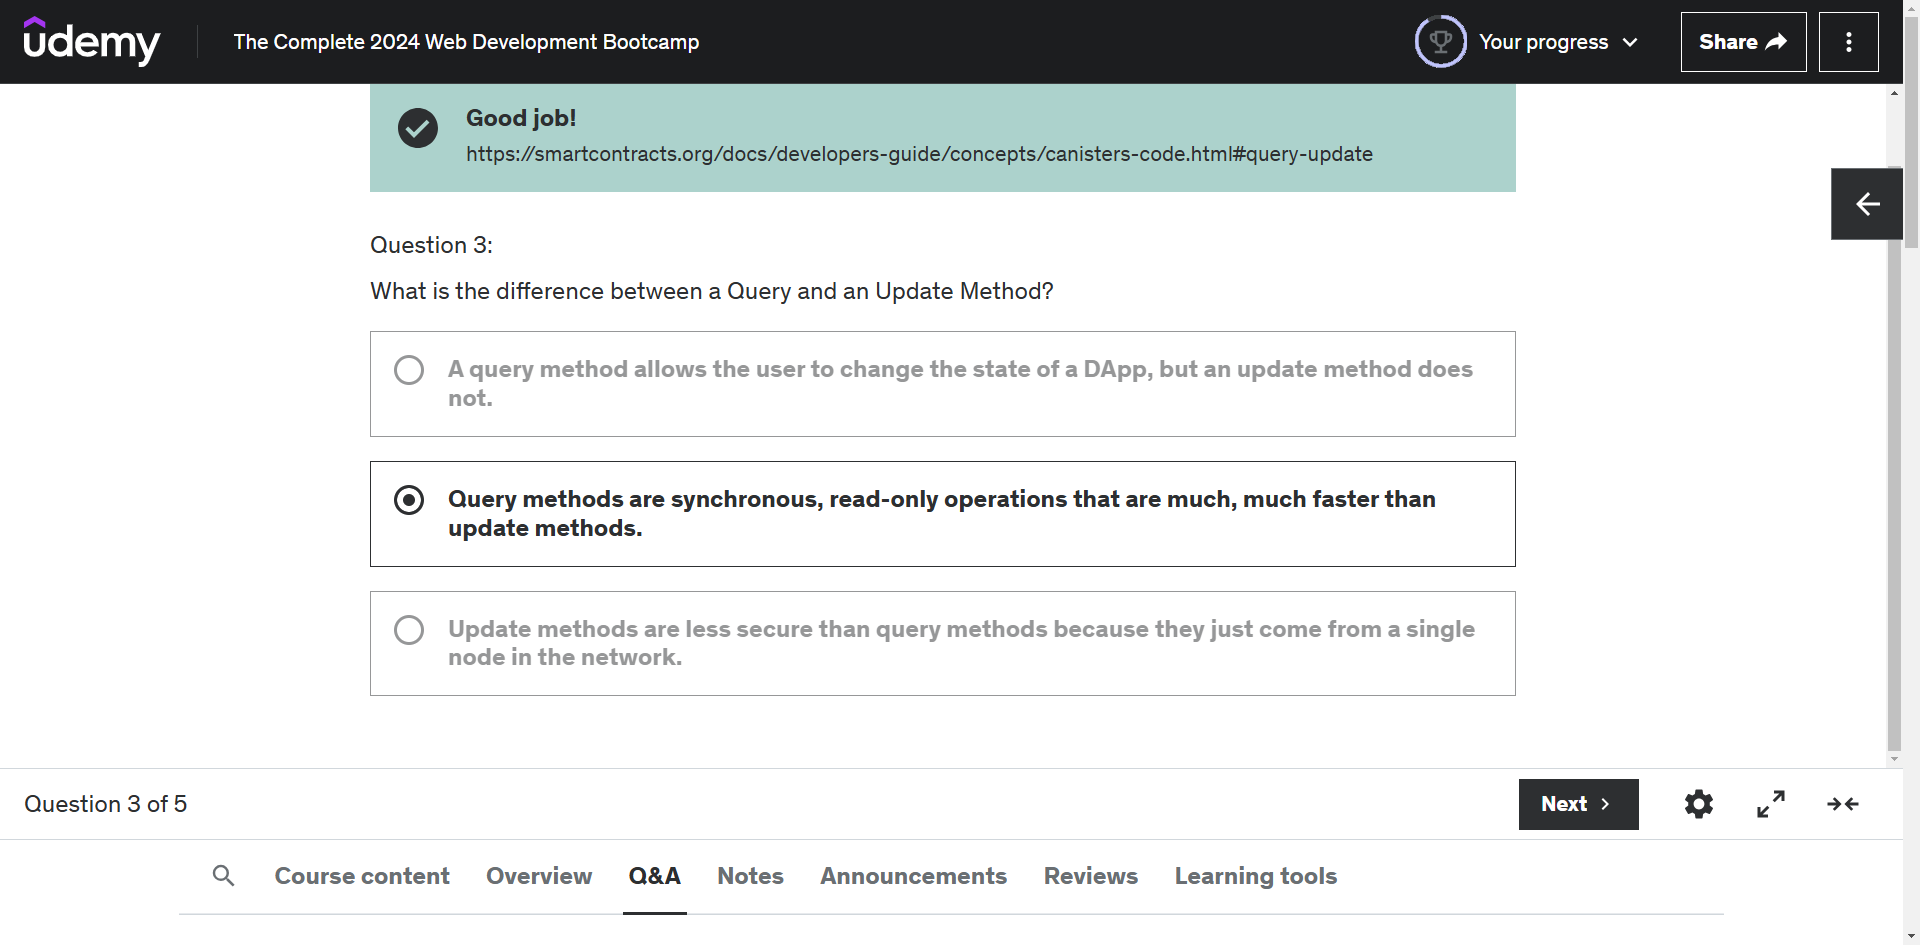 udemy
The Complete 2024 Web Development Bootcamp
Your progress
Share
Good job!
https://smartcontracts.org/docs/developers-guide/concepts/canisters-code.html#query-update
Question 3:
What is the difference between a Query and an Update Method?
A query method allows the user to change the state of a DApp, but an update method does
not.
Query methods are synchronous, read-only operations that are much, much faster than
update methods.
Update methods are less secure than query methods because they just come from a single
node in the network.
Question 3 of 5
Next
Course content
Overview
Q&A
Notes
Announcements
Reviews
Learning tools